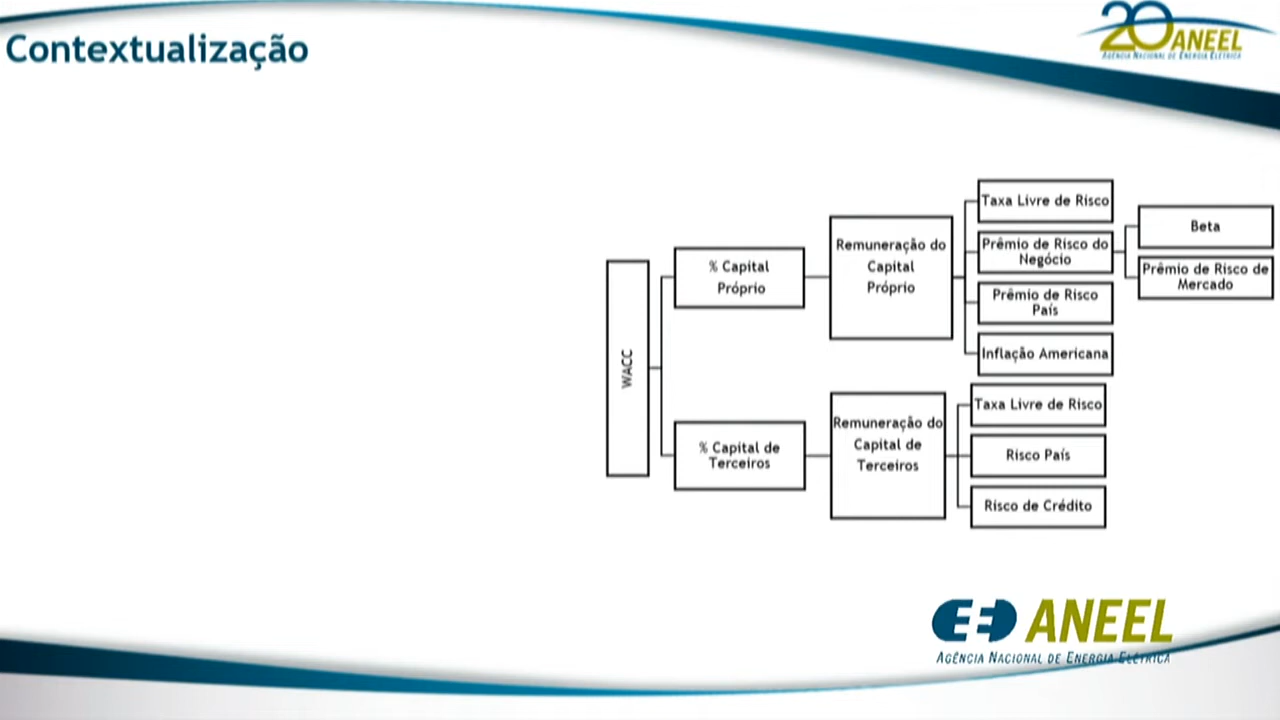 Contextualização
20 ANEEL
AGÊNCIA NACIONAL DE ENERGIA ELÉTRICA
WACC
% Capital
Próprio
Remuneração do
Capital
Próprio
Taxa Livre de Risco
Prêmio de Risco do
Negócio
Beta
Prêmio de Risco de
Mercado
Prêmio de Risco
País
Inflação Americana
% Capital de
Terceiros
Remuneração do
Capital de
Terceiros
Taxa Livre de Risco
Risco País
Risco de Crédito
ANEEL
AGÊNCIA NACIONAL DE ENERGIA ELÉTRICA